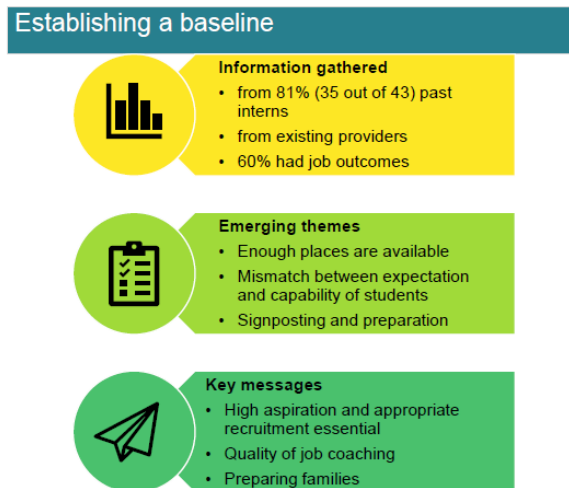 Establishing a baseline
Information gathered
• from 81% (35 out of 43) past
interns
• from existing providers
• 60% had job outcomes
Emerging themes
• Enough places are available
• Mismatch between expectation
and capability of students
• Signposting and preparation
Key messages
• High aspiration and appropriate
recruitment essential
• Quality of job coaching
• Preparing families